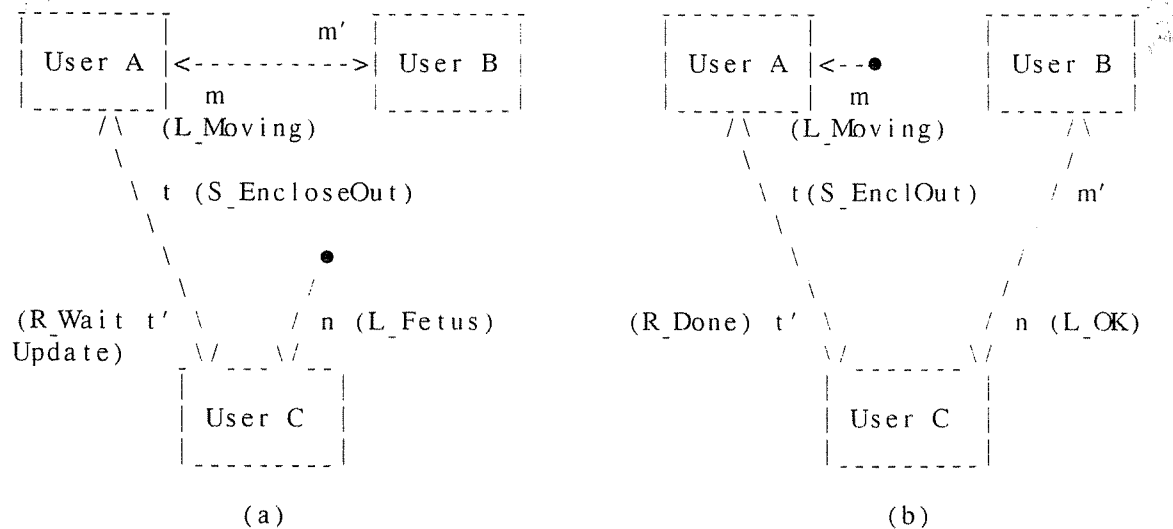 m′ 
User A User B User A User B
m m
(L_Moving) (L_Moving)
t (S_EncloseOut) t(S_EnclOut) m′
(R_Wait t′ n (L_Fetus) (R_Done) t′ n (L_OK)
Update)
User C User C
(a) (b)